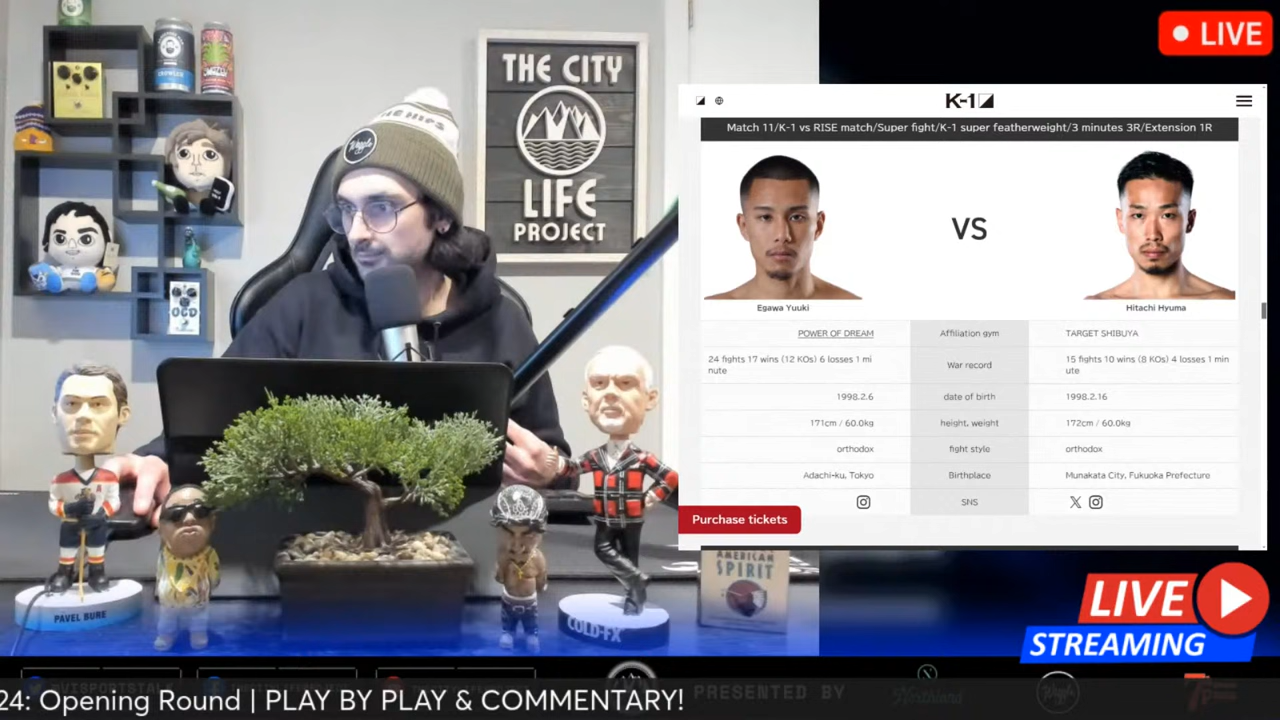 LIVE
THE CITY
LIFE
PROJECT
Wiggle
OCD
K-1
Match 11/K-1 vs RISE match/Super fight/K-1 super featherweight/3 minutes 3R/Extension 1R
VS
Egawa Yuuki
Hitachi Hyuma
POWER OF DREAM
Affiliation gym
TARGET SHIBUYA
24 fights 17 wins (12 KOs) 6 losses 1 mi
nute
War record
15 fights 10 wins (8 KOs) 4 losses 1 min
ute
1998.2.6
date of birth
1998.2.16
171cm / 60.0kg
height, weight
172cm / 60.0kg
orthodox
fight style
orthodox
Adachi-ku, Tokyo
Birthplace
Munakata City, Fukuoka Prefecture
SNS
Purchase tickets
AMERICAN
SPIRIT
PAVEL BURE
COLD-FX
LIVE
STREAMING
PRESENTED BY
Northland
Wiggle
24: Opening Round | PLAY BY PLAY & COMMENTARY!